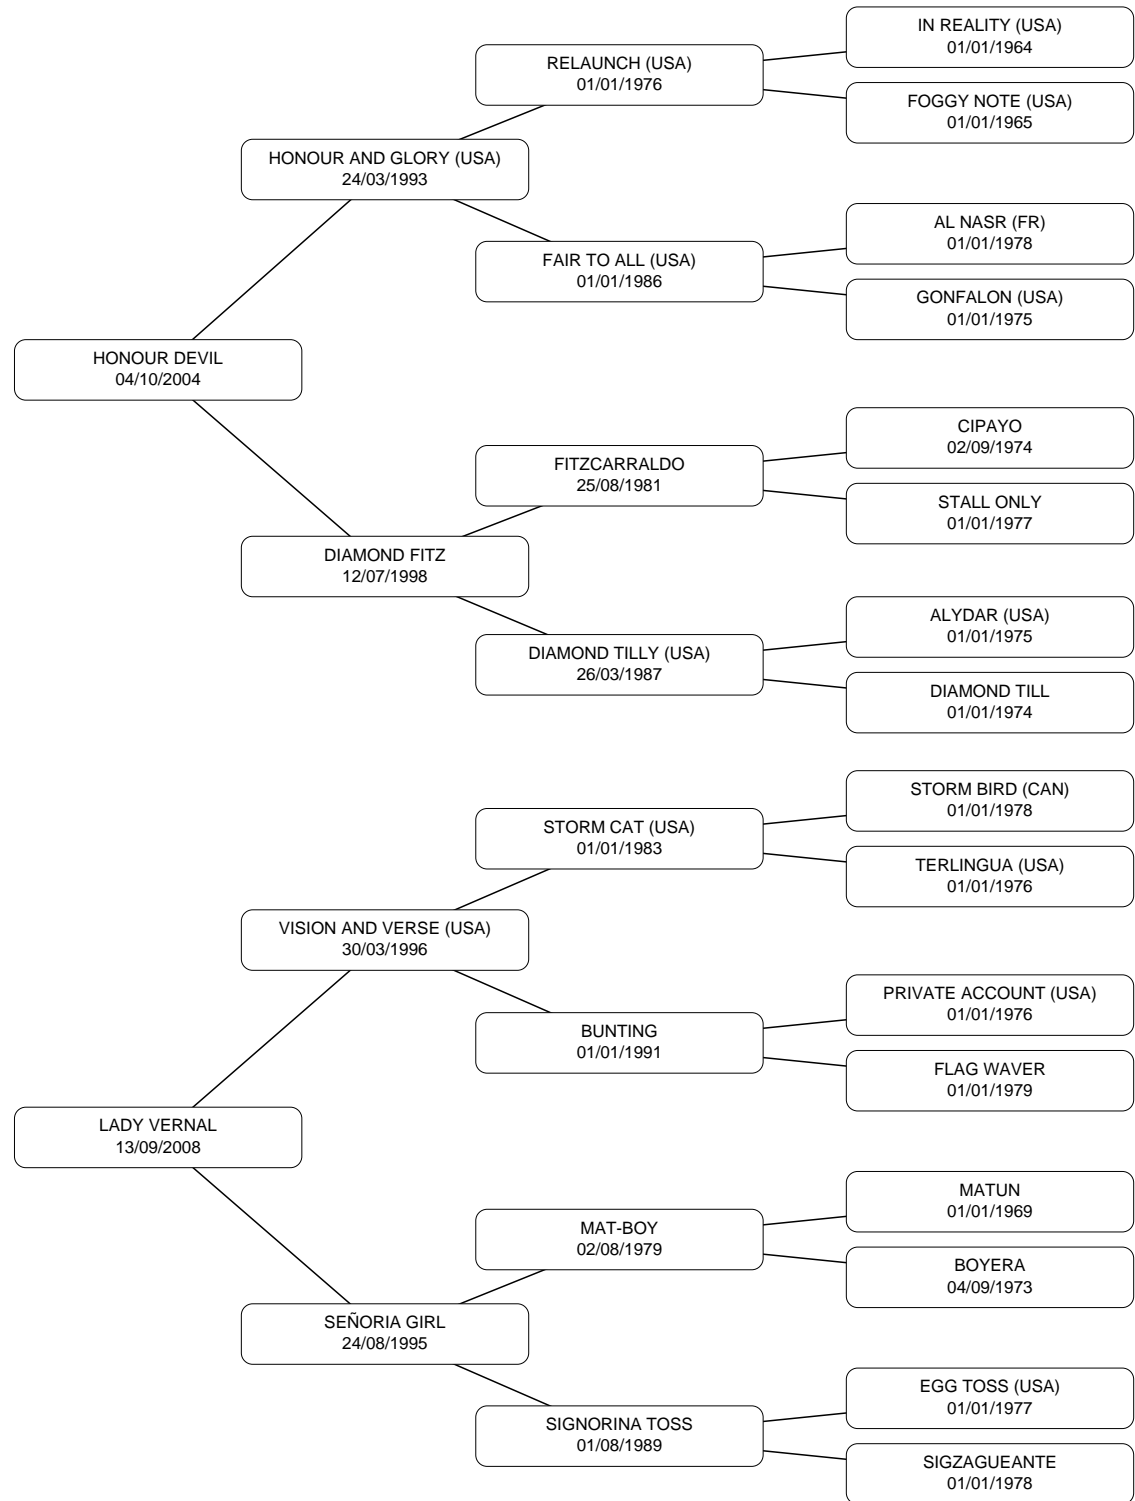 IN REALITY (USA)
01/01/1964
RELAUNCH (USA)
01/01/1976
FOGGY NOTE (USA)
01/01/1965
HONOUR AND GLORY (USA)
24/03/1993
AL NASR (FR)
01/01/1978
FAIR TO ALL (USA)
01/01/1986
GONFALON (USA)
01/01/1975
HONOUR DEVIL
04/10/2004
CIPAYO
02/09/1974
FITZCARRALDO
25/08/1981
STALL ONLY
01/01/1977
DIAMOND FITZ
12/07/1998
ALYDAR (USA)
01/01/1975
DIAMOND TILLY (USA)
26/03/1987
DIAMOND TILL
01/01/1974
STORM BIRD (CAN)
01/01/1978
STORM CAT (USA)
01/01/1983
TERLINGUA (USA)
01/01/1976
VISION AND VERSE (USA)
30/03/1996
PRIVATE ACCOUNT (USA)
01/01/1976
BUNTING
01/01/1991
FLAG WAVER
01/01/1979
LADY VERNAL
13/09/2008
MATUN
01/01/1969
MAT-BOY
02/08/1979
BOYERA
04/09/1973
SEÑORIA GIRL
24/08/1995
EGG TOSS (USA)
01/01/1977
SIGNORINA TOSS
01/08/1989
SIGZAGUEANTE
01/01/1978